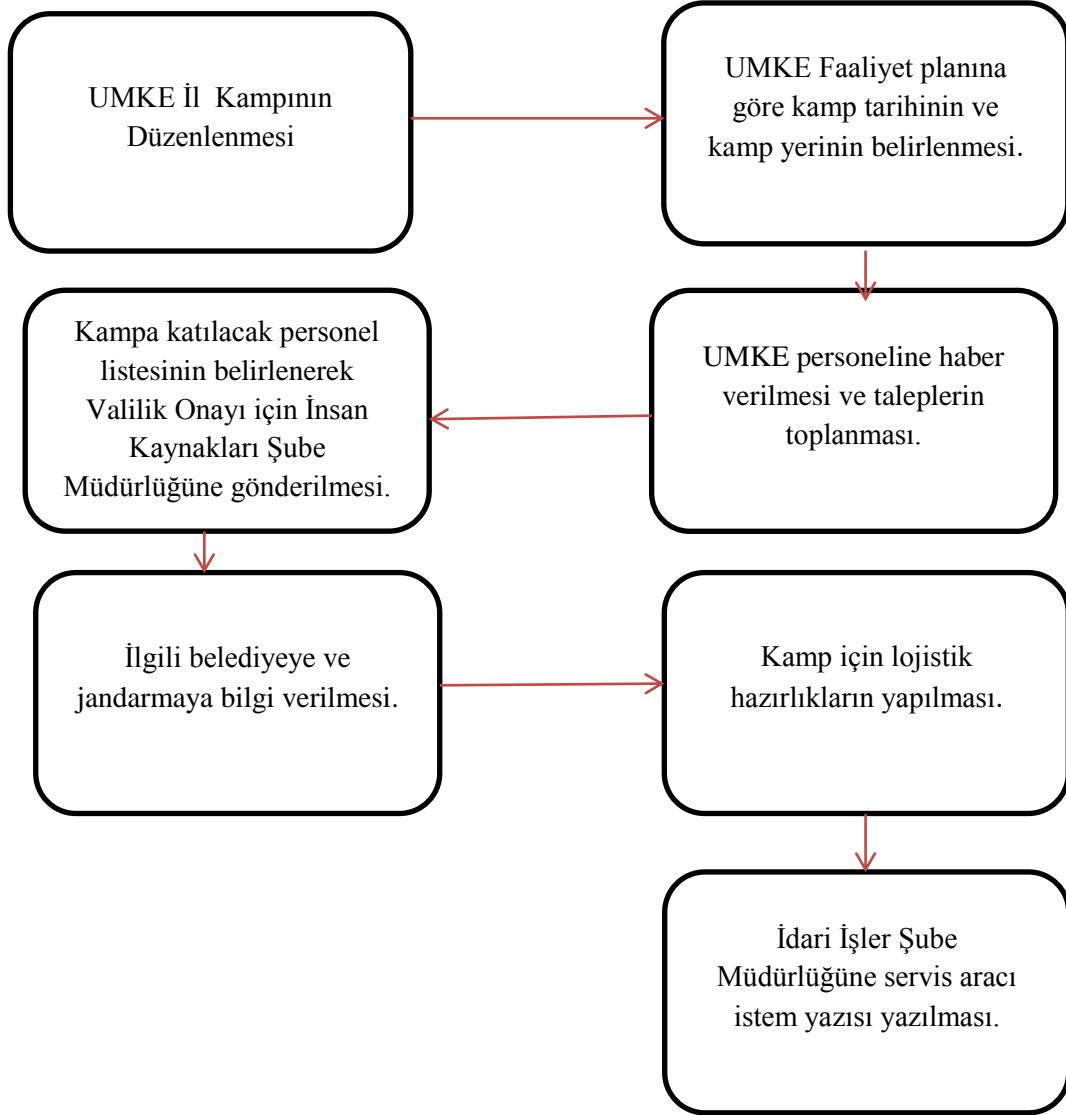 UMKE İl Kampının
Düzenlenmesi
UMKE Faaliyet planına
göre kamp tarihinin ve
kamp yerinin belirlenmesi.
UMKE personeline haber
verilmesi ve taleplerin
toplanması.
Kampa katılacak personel
listesinin belirlenerek
Valilik Onayı için İnsan
Kaynakları Şube
Müdürlüğüne gönderilmesi.
İlgili belediyeye ve
jandarmaya bilgi verilmesi.
Kamp için lojistik
hazırlıkların yapılması.
İdari İşler Şube
Müdürlüğüne servis aracı
istem yazısı yazılması.